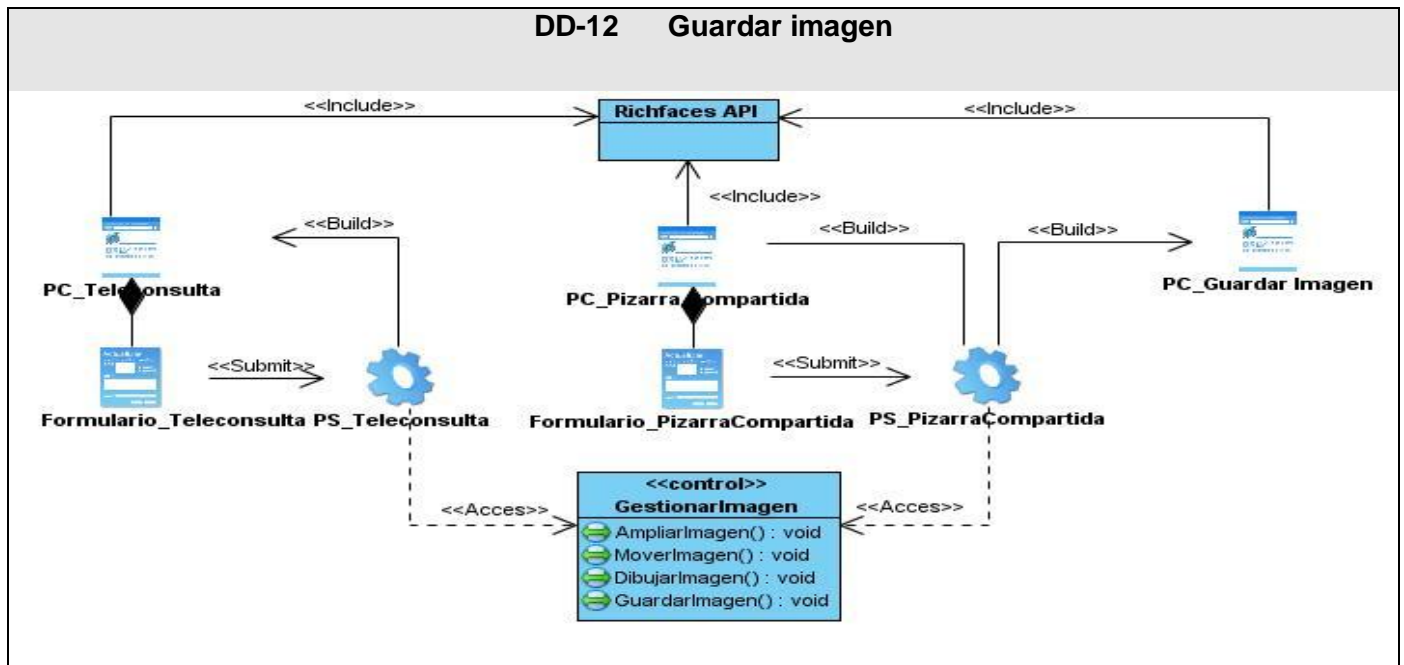 DD-12 Guardar imagen
<<Include>>
Richfaces API
<<Include>>
<<Include>>
<<Build>>
<<Build>>
<<Build>>
PC_Teleconsulta
PC_PizarraCompartida
PC_Guardar Imagen
<<Submit>>
<<Submit>>
Formulario_Teleconsulta
PS_Teleconsulta
Formulario_PizarraCompartida
PS_PizarraCompartida
<<Acces>>
<<control>>
GestionarImagen
<<Acces>>
AmpliarImagen() : void
MoverImagen() : void
DibujarImagen() : void
GuardarImagen() : void